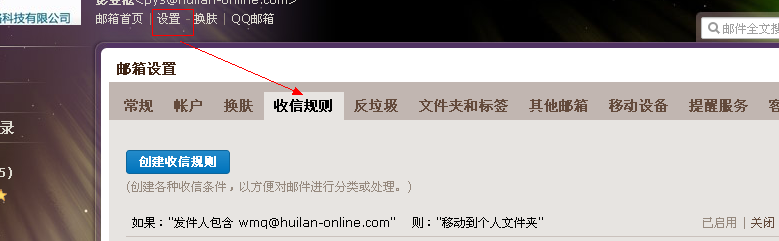 络科技有限公司
<pys@huilan-online.com>
邮箱首页 | 设置 - 换肤 | QQ邮箱
邮件全文搜
邮箱设置
常规 帐户 换肤 收信规则 反垃圾 文件夹和标签 其他邮箱 移动设备 提醒服务 客
录
创建收信规则
5)
(创建各种收信条件，以方便对邮件进行分类或处理。)
如果："发件人包含 wmq@huilan-online.com" 则："移动到个人文件夹" 已启用 | 关闭